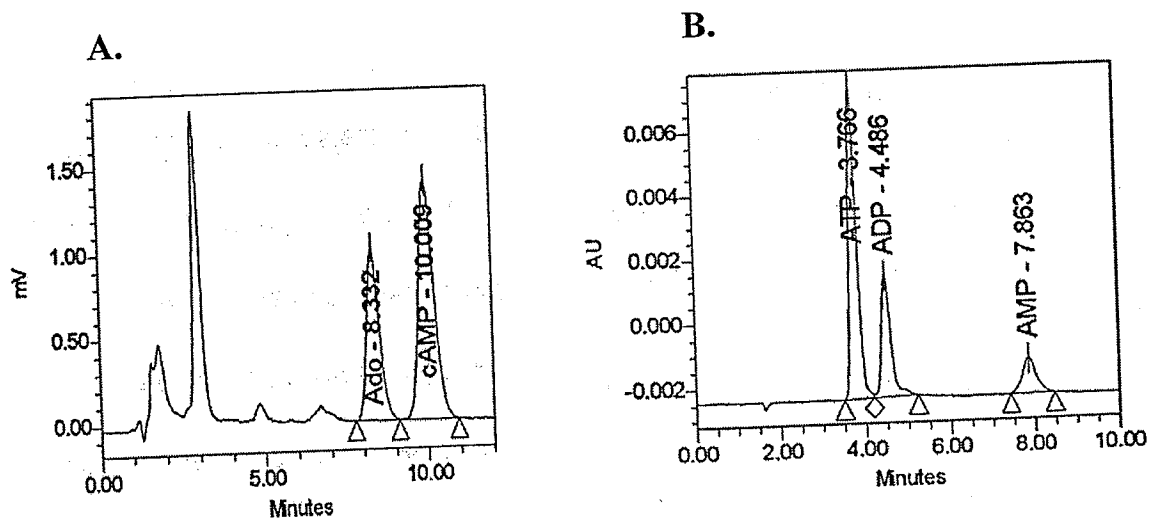 A.
mV
1.50
1.00
0.50
0.00
Ado - 8.332
cAMP - 10.009
0.00
5.00
10.00
Minutes
B.
AU
0.006
0.004
0.002
0.000
-0.002
ATP - 3.766
ADP - 4.486
AMP - 7.863
0.00
2.00
4.00
6.00
8.00
10.00
Minutes